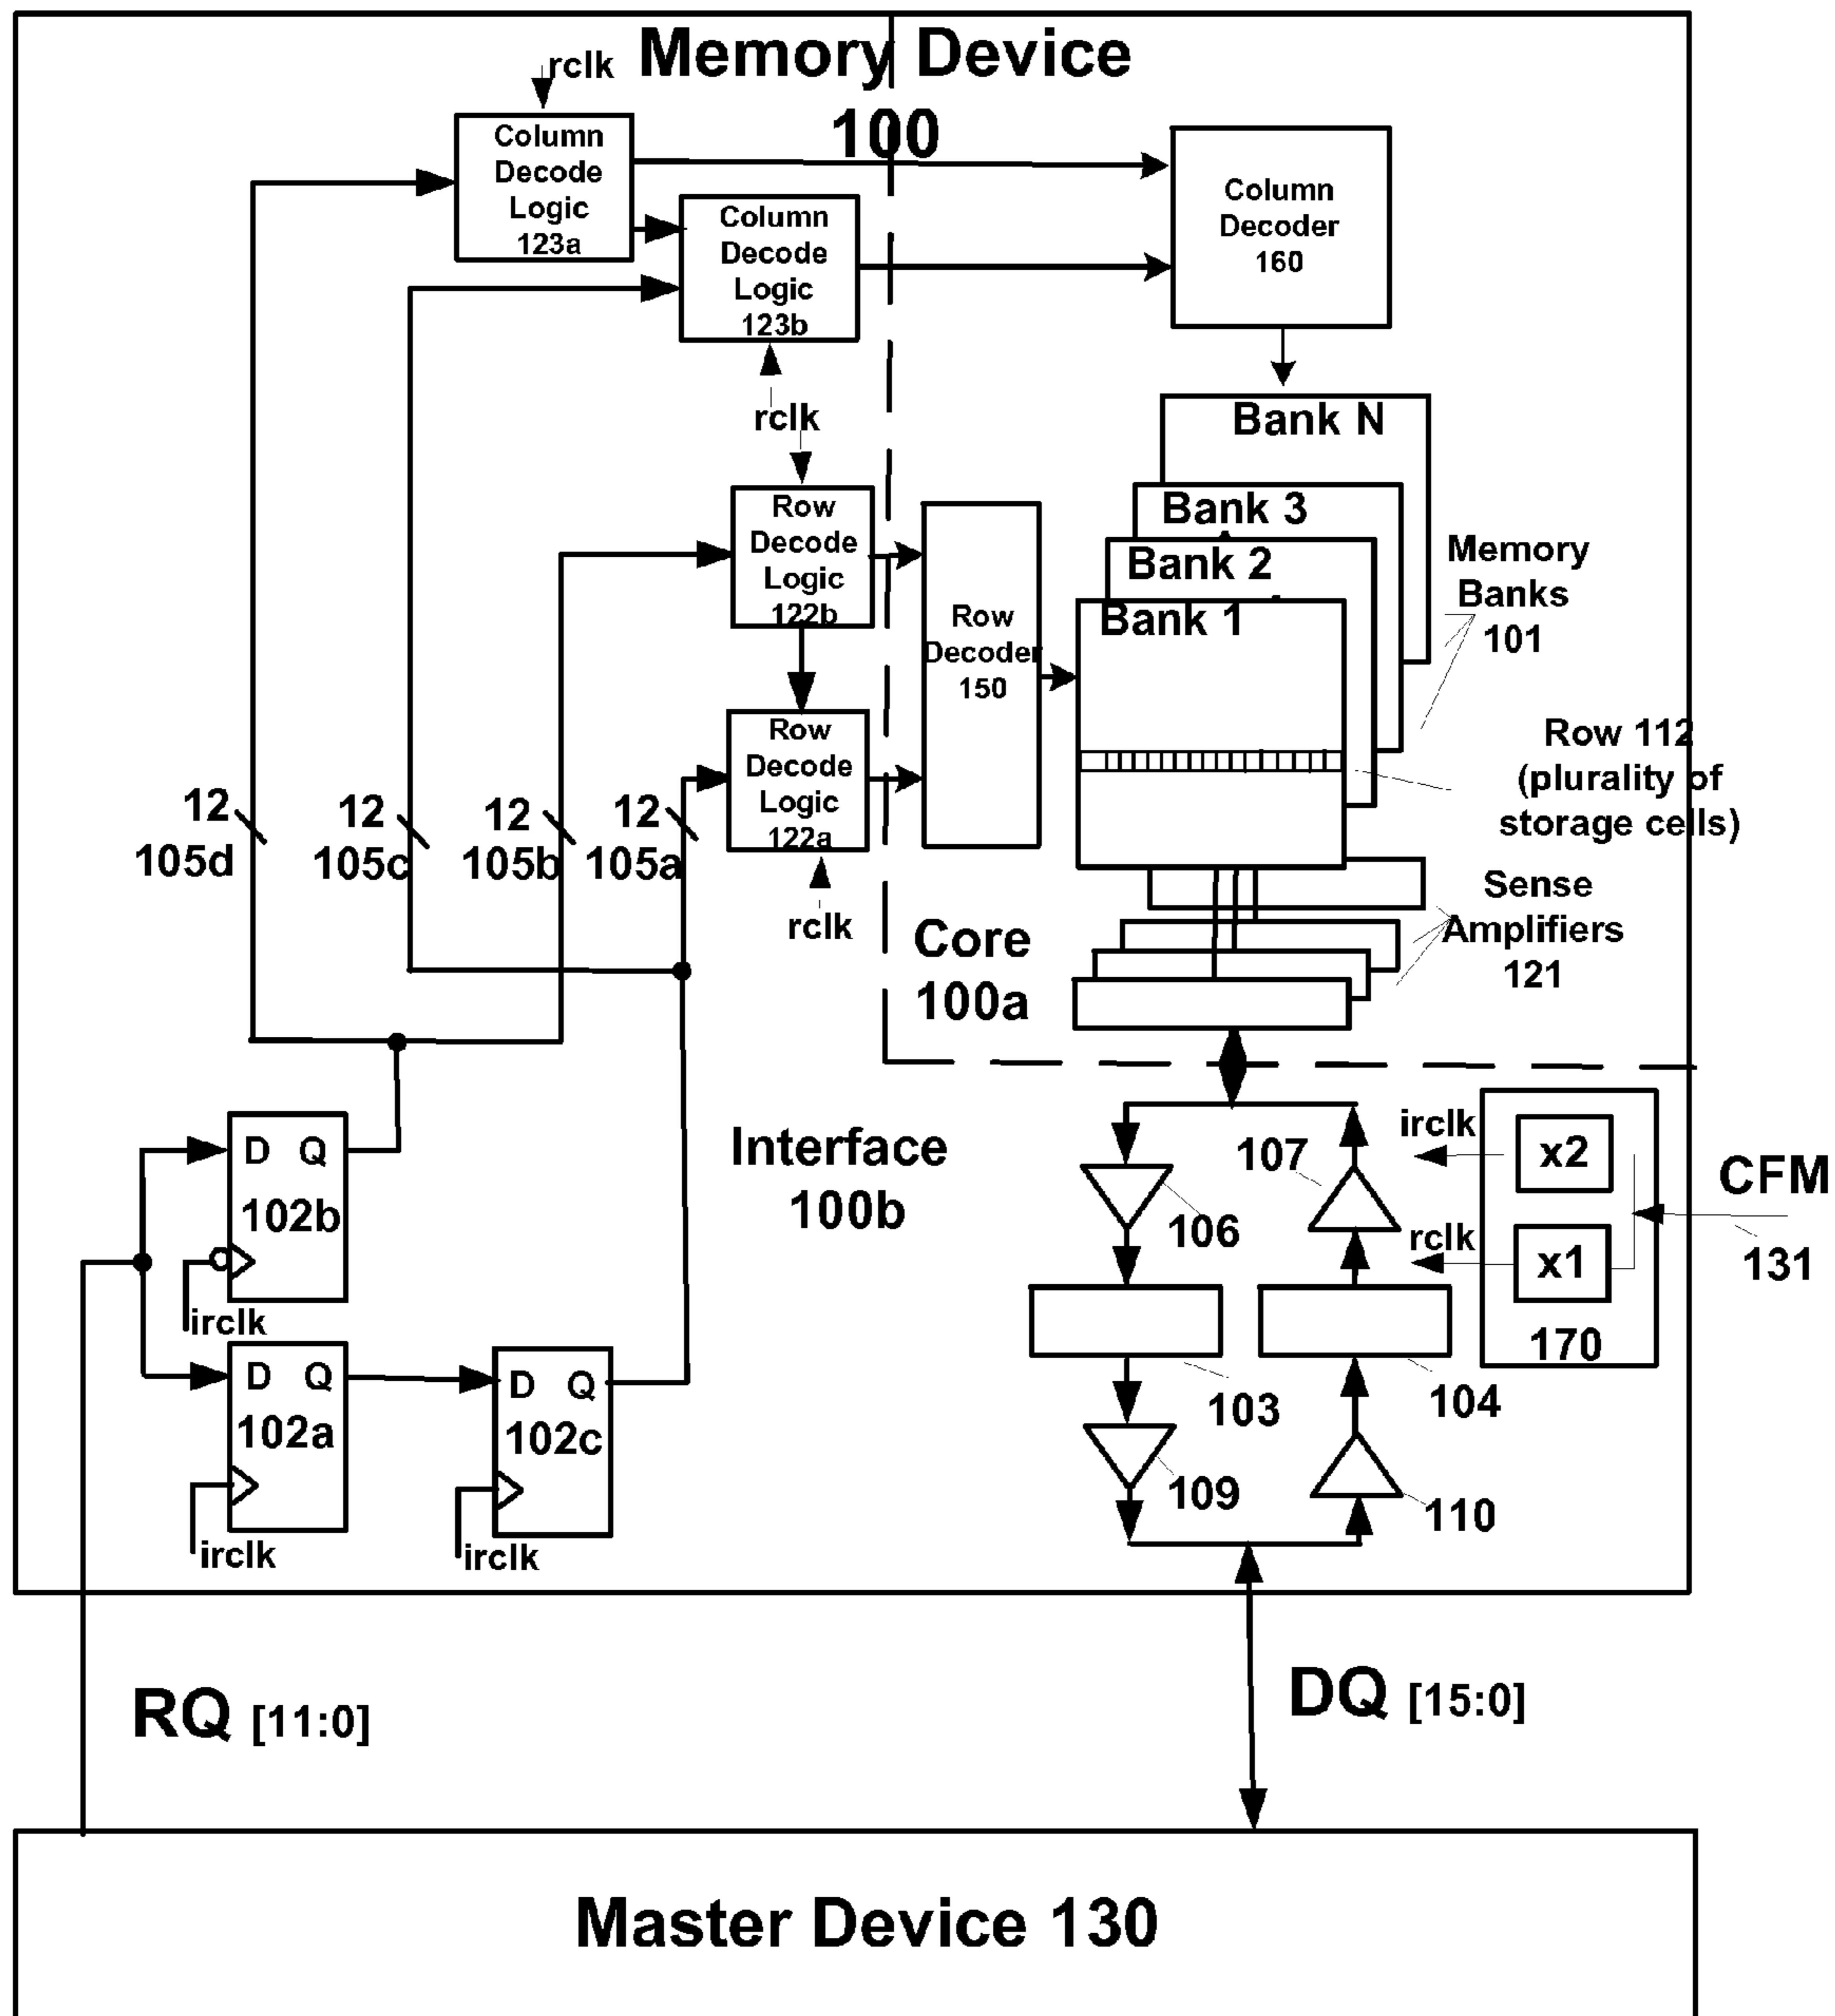 Memory Device
100
rclk
Column
Decode
Logic
123a
Column
Decode
Logic
123b
rclk
Column
Decoder
160
Row
Decode
Logic
122b
Row
Decode
Logic
122a
rclk
Row
Decoder
150
Bank N
Bank 3
Bank 2
Bank 1
Memory
Banks
101
Row 112
(plurality of
storage cells)
Sense
Amplifiers
121
12
105d
12
105c
12
105b
12
105a
Core
100a
Interface
100b
D Q
102b
irclk
D Q
102a
irclk
D Q
102c
irclk
106
107
103
104
109
110
irclk
x2
rclk
x1
170
CFM
131
RQ [11:0]
DQ [15:0]
Master Device 130